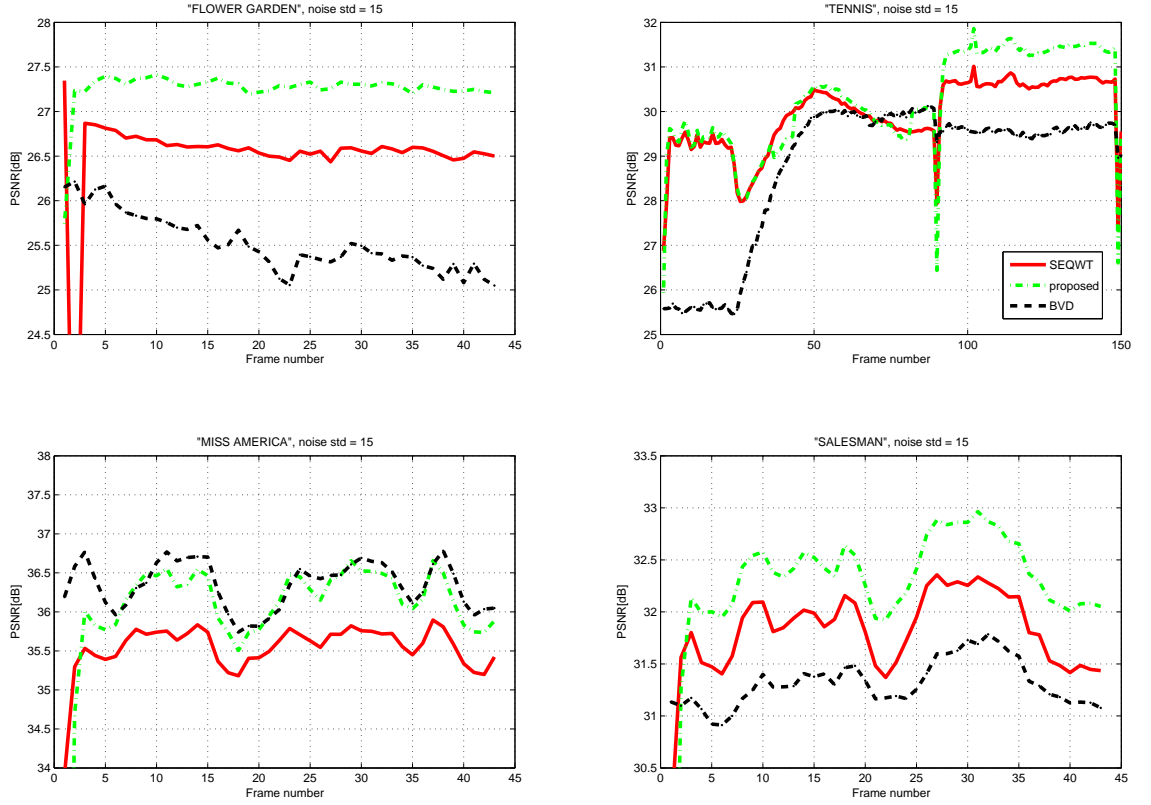 "FLOWER GARDEN", noise std = 15
28
27.5
27
26.5
26
25.5
25
24.5
PSNR[dB]
0 5 10 15 20 25 30 35 40 45
Frame number
"TENNIS", noise std = 15
32
31
30
29
28
27
26
25
PSNR[dB]
SEQWT
proposed
BVD
0 50 100 150
Frame number
"MISS AMERICA", noise std = 15
38
37.5
37
36.5
36
35.5
35
34.5
34
PSNR[dB]
0 5 10 15 20 25 30 35 40 45
Frame number
"SALESMAN", noise std = 15
33.5
33
32.5
32
31.5
31
30.5
PSNR[dB]
0 5 10 15 20 25 30 35 40 45
Frame number